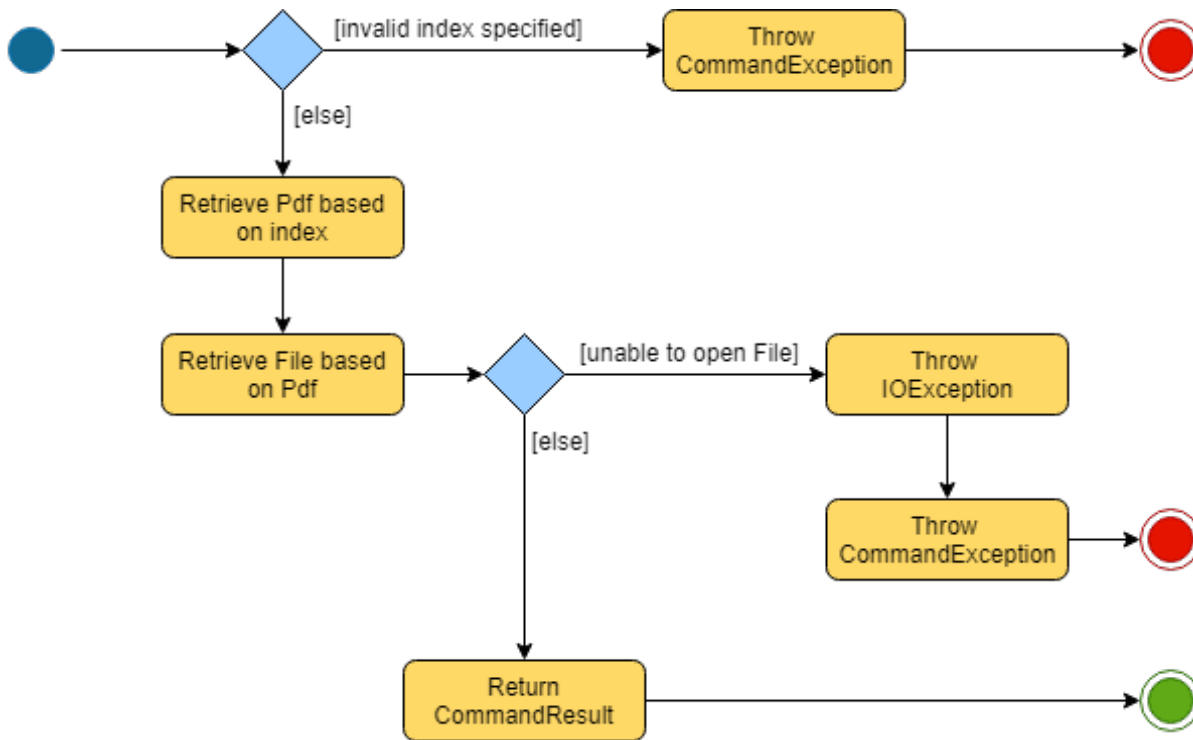 [invalid index specified]
Throw
CommandException
[else]
Retrieve Pdf based
on index
Retrieve File based
on Pdf
[unable to open File]
Throw
IOException
[else]
Throw
CommandException
Return
CommandResult